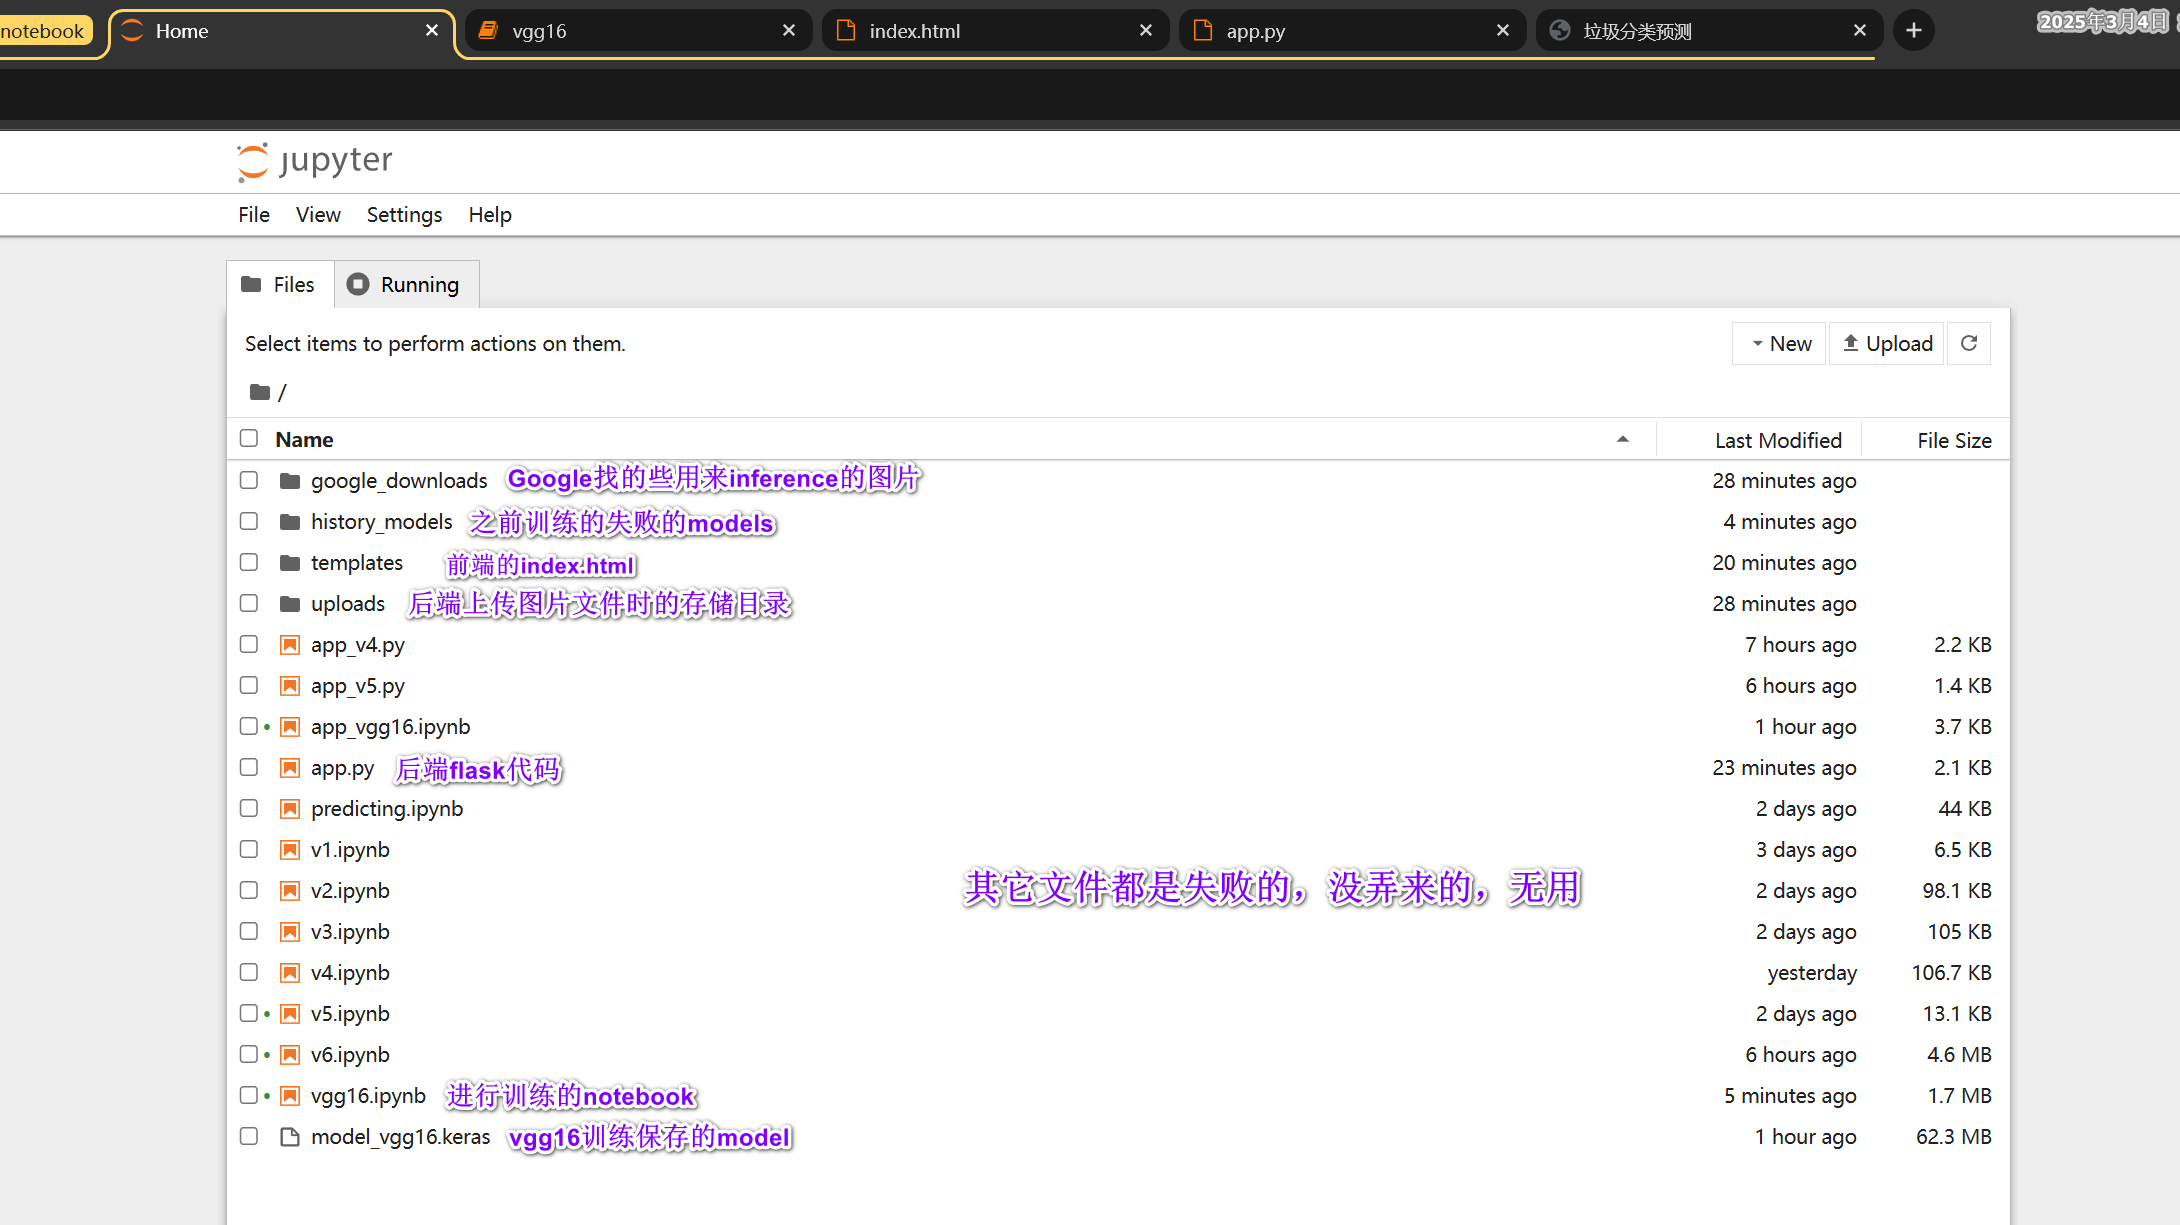 notebook
Home
vgg16
index.html
app.py
垃圾分类预测
2025年3月4日
jupyter
File View Settings Help
Files Running
Select items to perform actions on them.
New Upload
/
Name Last Modified File Size
google_downloads Google找的些用来inference的图片 28 minutes ago
history_models 之前训练的失败的models 4 minutes ago
templates 前端的index.html 20 minutes ago
uploads 后端上传图片文件时的存储目录 28 minutes ago
app_v4.py 7 hours ago 2.2 KB
app_v5.py 6 hours ago 1.4 KB
app_vgg16.ipynb 1 hour ago 3.7 KB
app.py 后端flask代码 23 minutes ago 2.1 KB
predicting.ipynb 2 days ago 44 KB
v1.ipynb 3 days ago 6.5 KB
其它文件都是失败的，没弄来的，无用
v2.ipynb 2 days ago 98.1 KB
v3.ipynb 2 days ago 105 KB
v4.ipynb yesterday 106.7 KB
v5.ipynb 2 days ago 13.1 KB
v6.ipynb 6 hours ago 4.6 MB
vgg16.ipynb 进行训练的notebook 5 minutes ago 1.7 MB
model_vgg16.keras vgg16训练保存的model 1 hour ago 62.3 MB